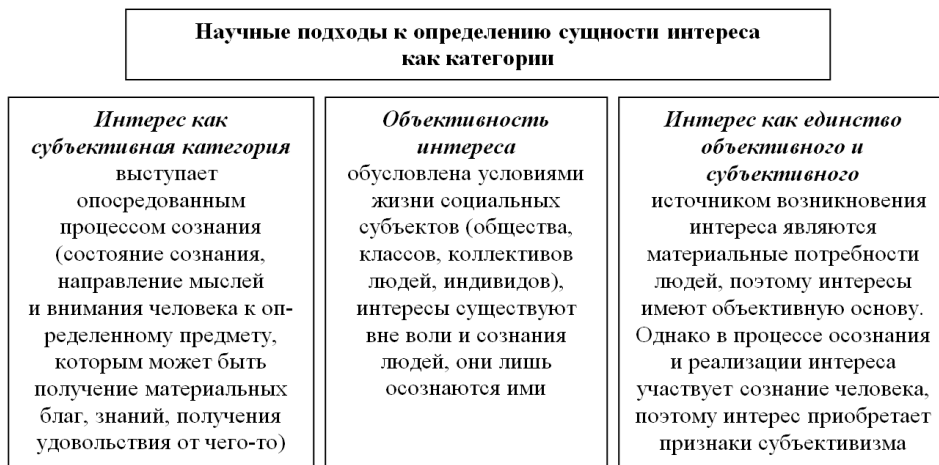 Научные подходы к определению сущности интереса
как категории
Интерес как
субъективная категория
выступает
опосредованным
процессом сознания
(состояние сознания,
направление мыслей
и внимания человека к оп-
ределенному предмету,
которым может быть
получение материальных
благ, знаний, получения
удовольствия от чего-то)
Объективность
интереса
обусловлена условиями
жизни социальных
субъектов (общества,
классов, коллективов
людей, индивидов),
интересы существуют
вне воли и сознания
людей, они лишь
осознаются ими
Интерес как единство
объективного и
субъективного
источником возникновения
интереса являются
материальные потребности
людей, поэтому интересы
имеют объективную основу.
Однако в процессе осознания
и реализации интереса
участвует сознание человека,
поэтому интерес приобретает
признаки субъективизма